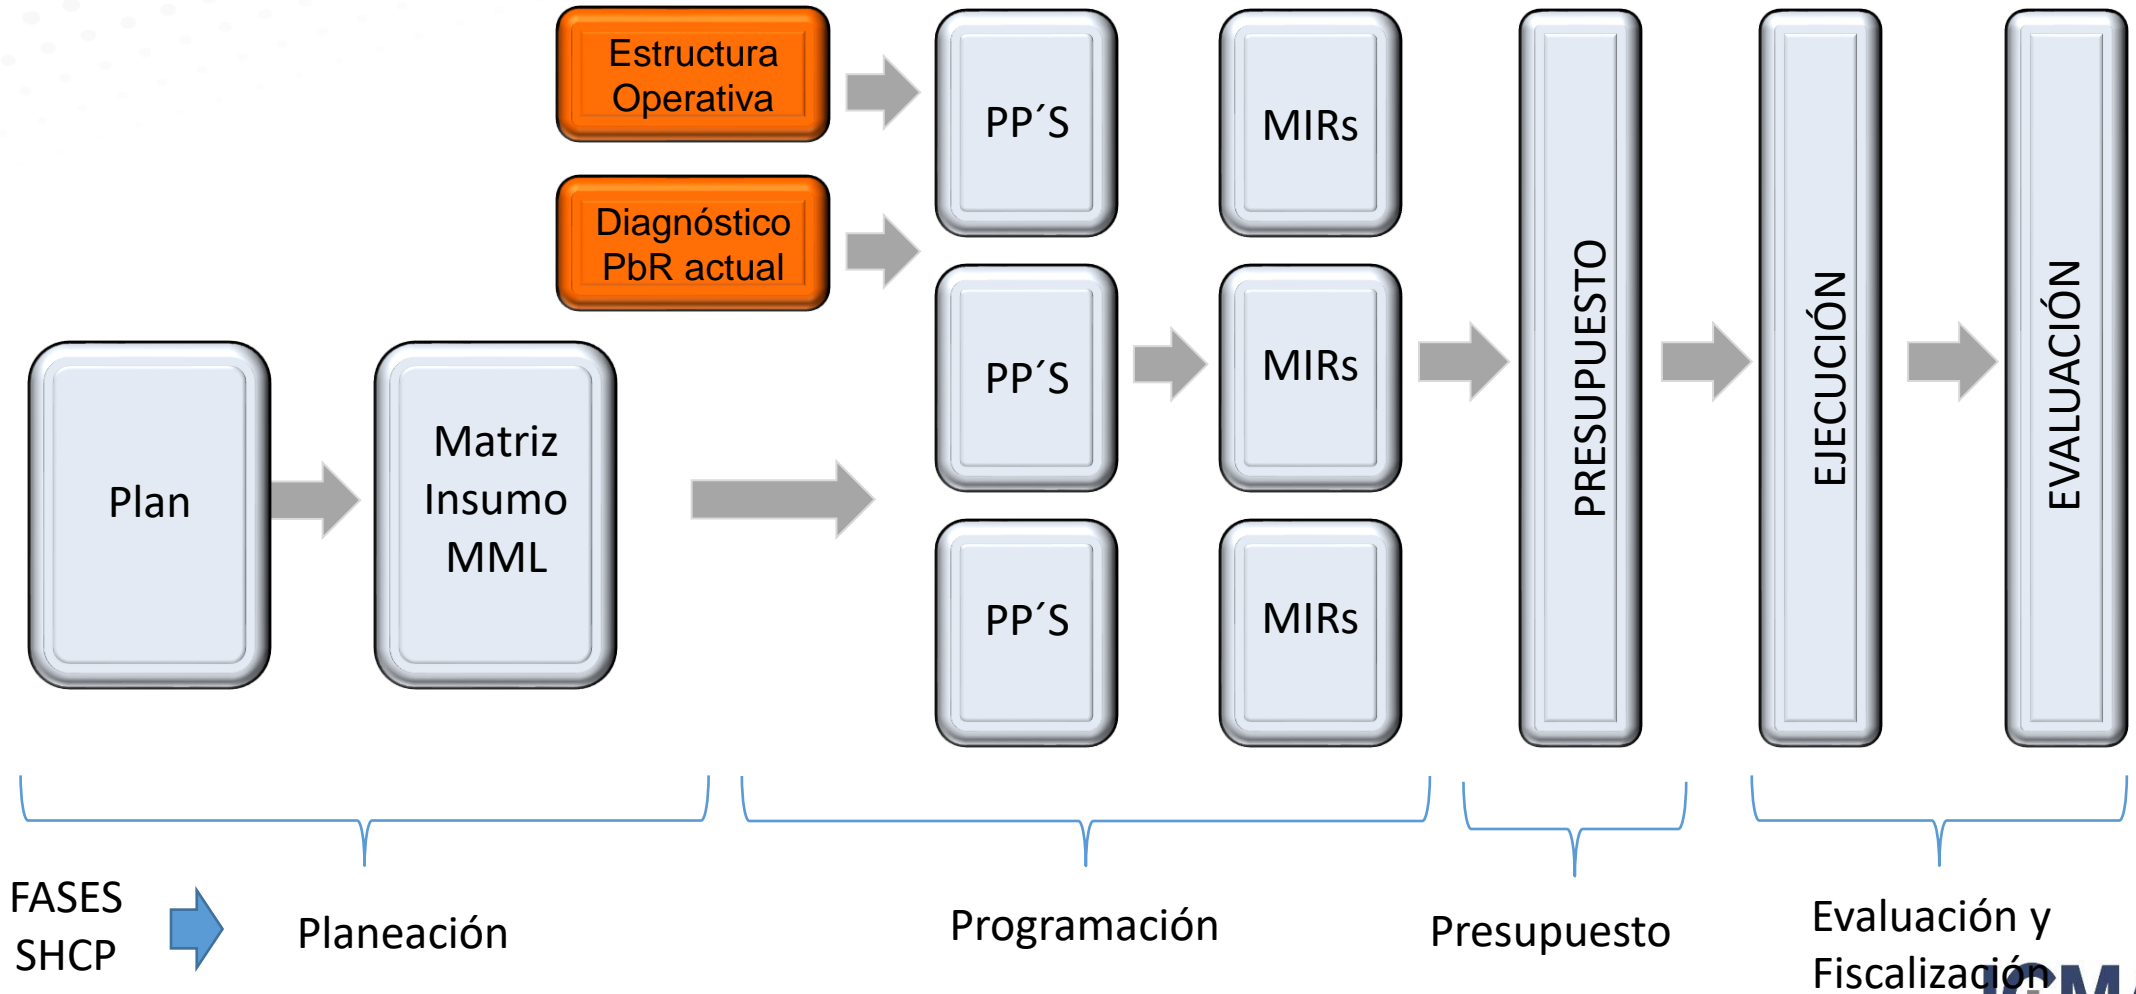 Estructura
Operativa
Diagnóstico
PbR actual
Plan
Matriz
Insumo
MML
PP´S
PP´S
PP´S
MIRs
MIRs
MIRs
PRESUPUESTO
EJECUCIÓN
EVALUACIÓN
FASES
SHCP
Planeación
Programación
Presupuesto
Evaluación y
Fiscalización